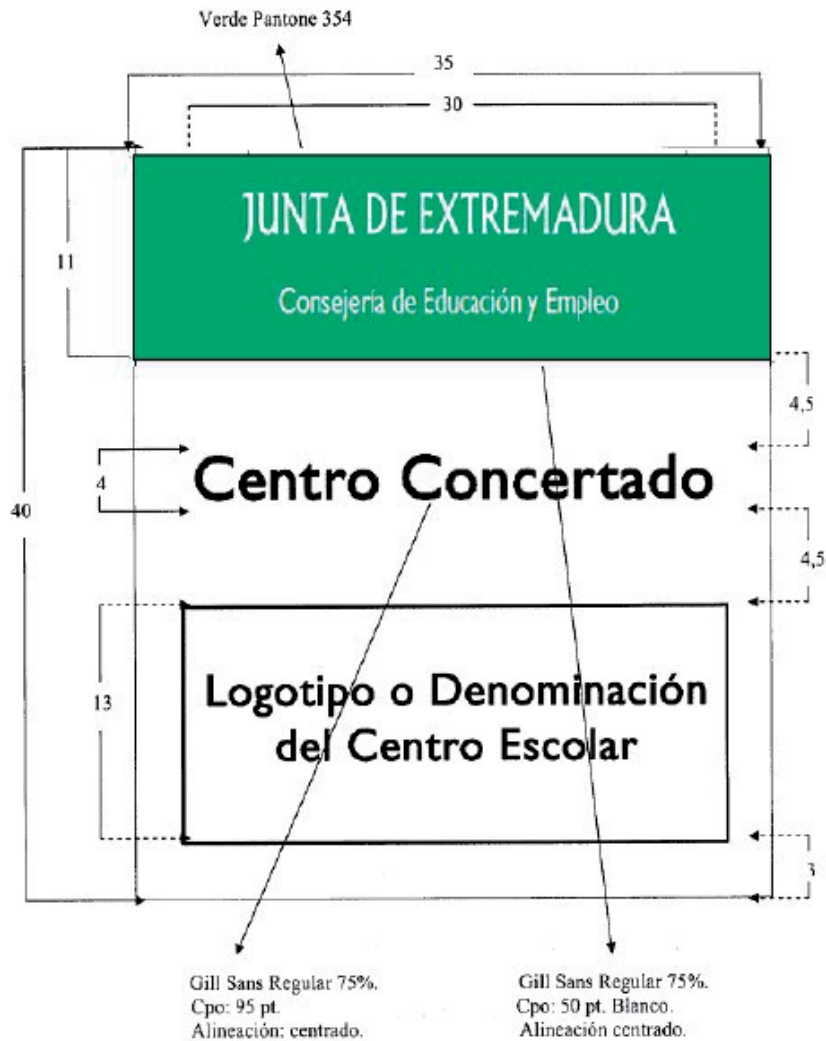 Verde Pantone 354
35
30
JUNTA DE EXTREMADURA
11
Consejería de Educación y Empleo
4,5
Centro Concertado
4
40
4,5
Logotipo o Denominación
13
del Centro Escolar
3
Gill Sans Regular 75%.
Cpo: 95 pt.
Alineación: centrado.
Gill Sans Regular 75%.
Cpo: 50 pt. Blanco.
Alineación centrado.